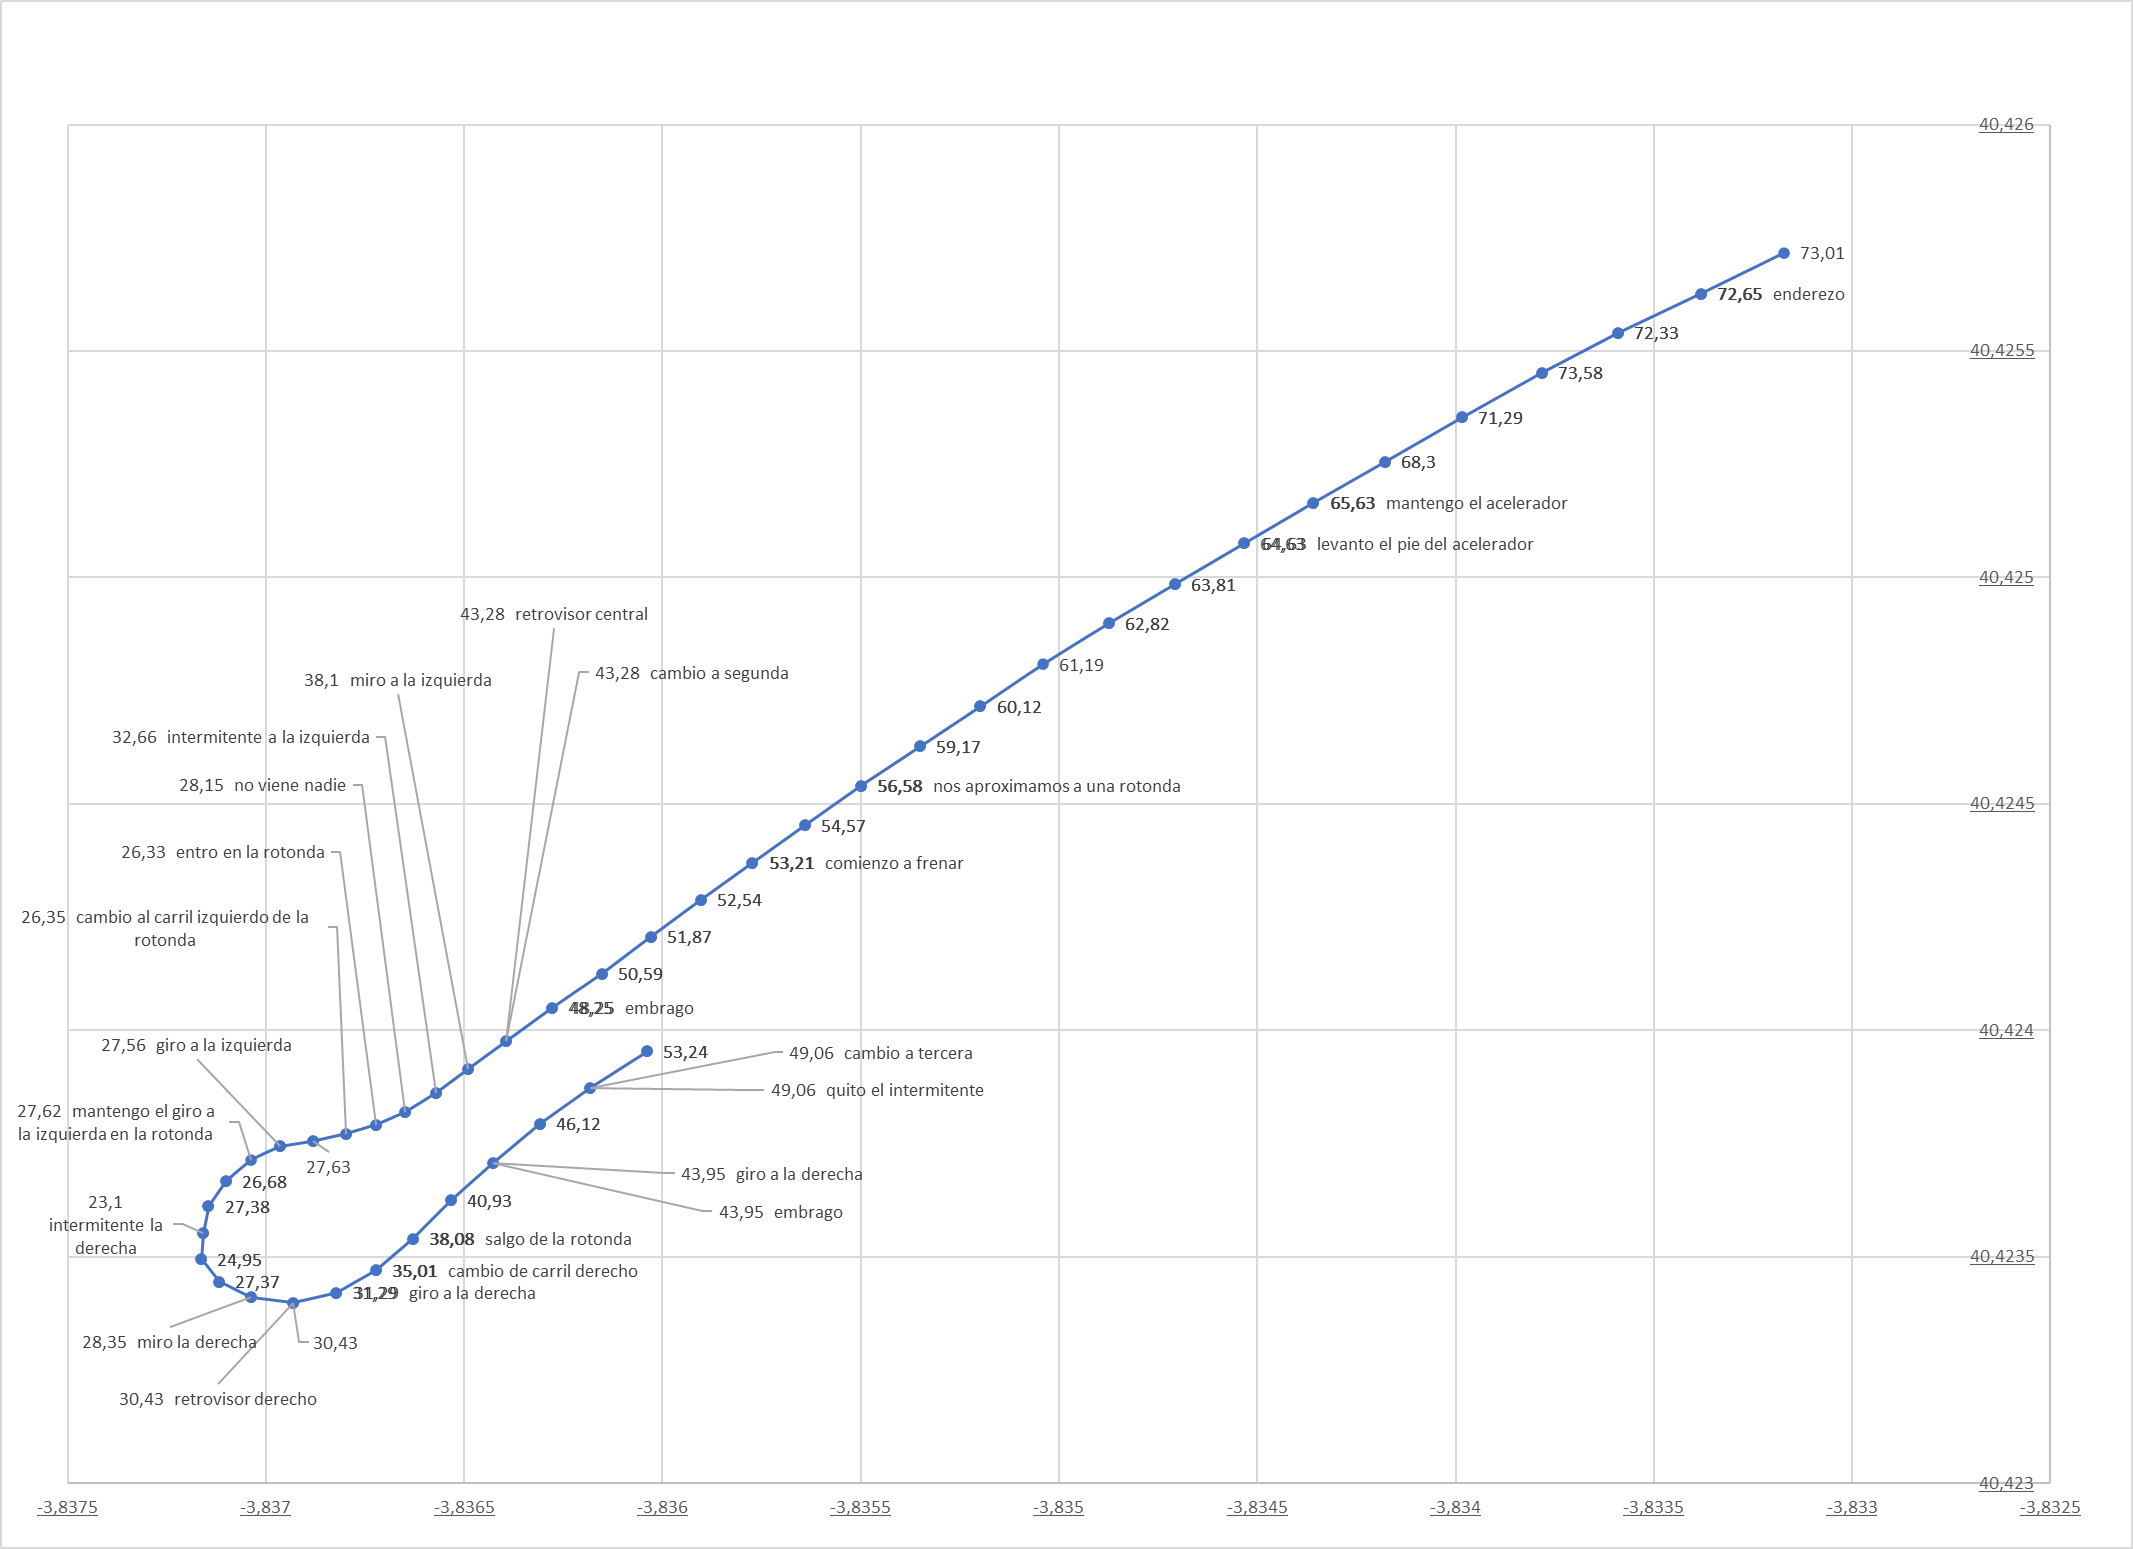 40,426
73,01
72,65 enderezo
72,33
40,4255
73,58
71,29
68,3
65,63 mantengo el acelerador
64,63 levanto el pie del acelerador
40,425
63,81
43,28 retrovisor central
62,82
61,19
43,28 cambio a segunda
38,1 miro a la izquierda
60,12
32,66 intermitente a la izquierda
59,17
28,15 no viene nadie
56,58 nos aproximamos a una rotonda
40,4245
54,57
26,33 entro en la rotonda
53,21 comienzo a frenar
52,54
26,35 cambio al carril izquierdo de la
rotonda
51,87
50,59
48,25 embrago
40,424
27,56 giro a la izquierda
53,24
49,06 cambio a tercera
49,06 quito el intermitente
27,62 mantengo el giro a
la izquierda en la rotonda
46,12
27,63
43,95 giro a la derecha
26,68
40,93
23,1
intermitente la
derecha
27,38
43,95 embrago
38,08 salgo de la rotonda
40,4235
24,95
35,01 cambio de carril derecho
27,37
31,29 giro a la derecha
28,35 miro la derecha
30,43
30,43 retrovisor derecho
40,423
-3,8375
-3,837
-3,8365
-3,836
-3,8355
-3,835
-3,8345
-3,834
-3,8335
-3,833
-3,8325